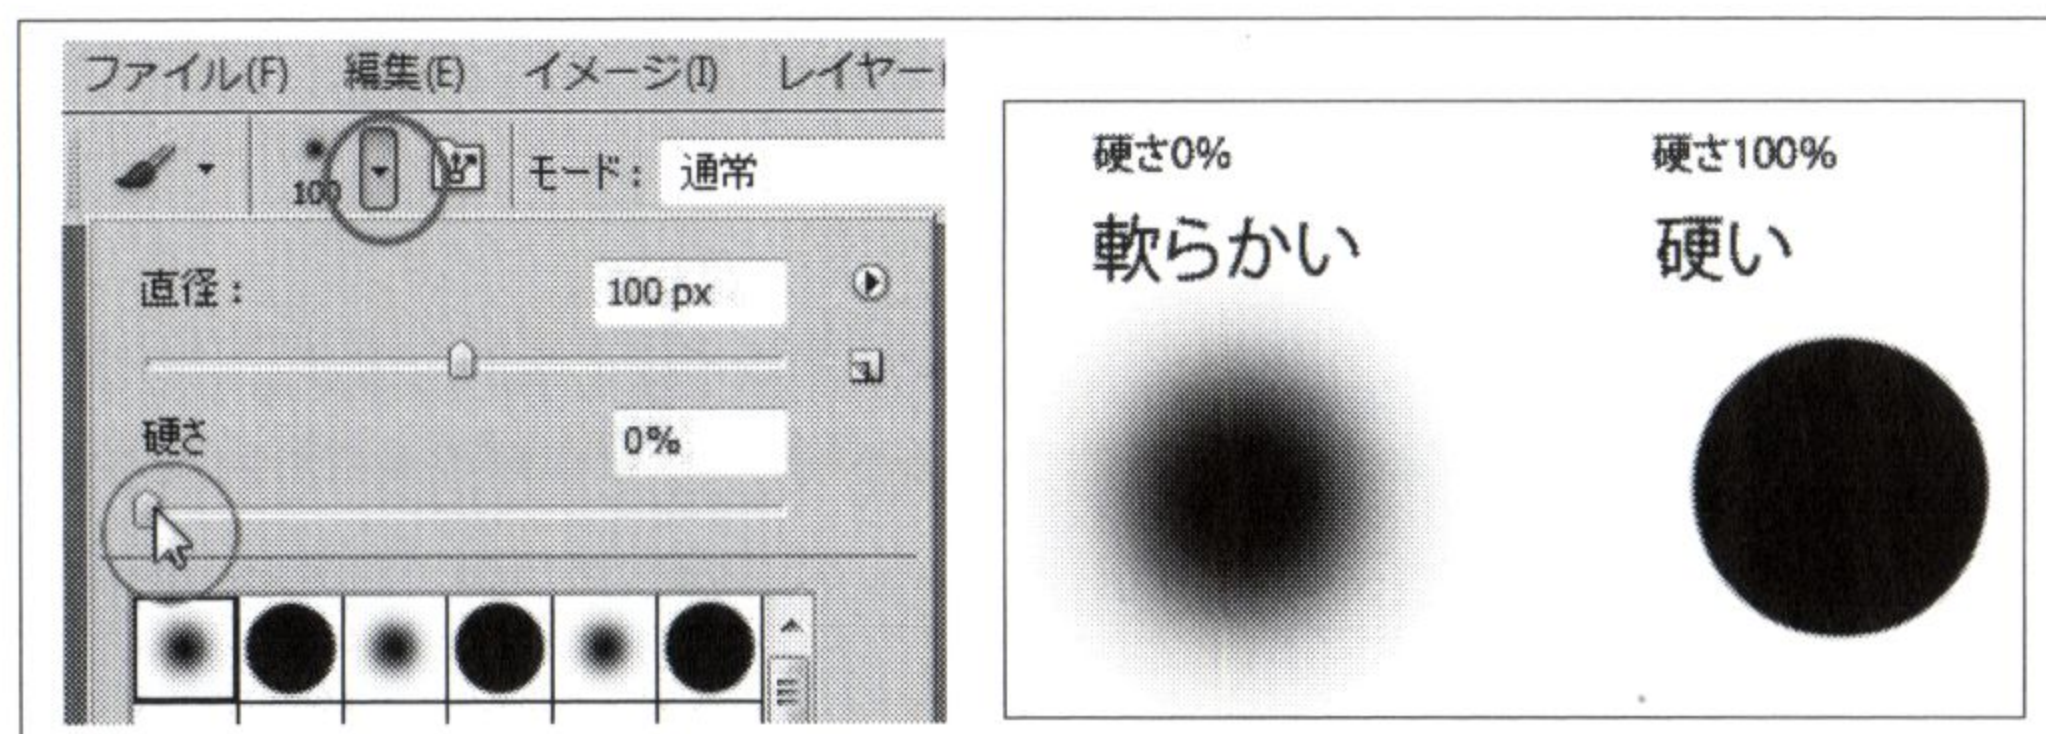 ファイル(F) 編集(E) イメージ(I) レイヤー(
100 モード： 通常
直径： 100 px
硬さ 0%
硬さ0% 硬さ100%
軟らかい 硬い